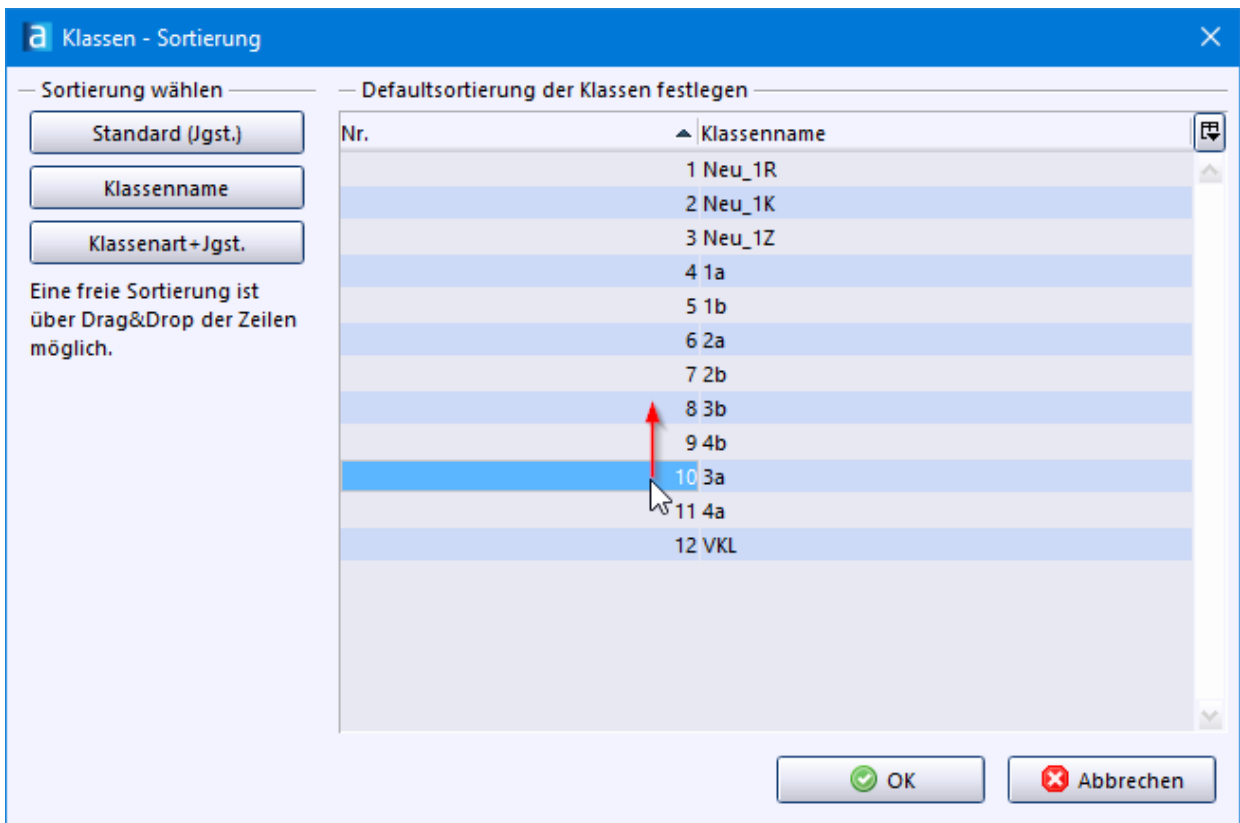 a Klassen - Sortierung
Sortierung wählen
Standard (Jgst.)
Klassenname
Klassenart+Jgst.
Eine freie Sortierung ist
über Drag&Drop der Zeilen
möglich.
Defaultsortierung der Klassen festlegen
Nr. Klassenname
1 Neu_1R
2 Neu_1K
3 Neu_1Z
4 1a
5 1b
6 2a
7 2b
8 3b
9 4b
10 3a
11 4a
12 VKL
OK Abbrechen